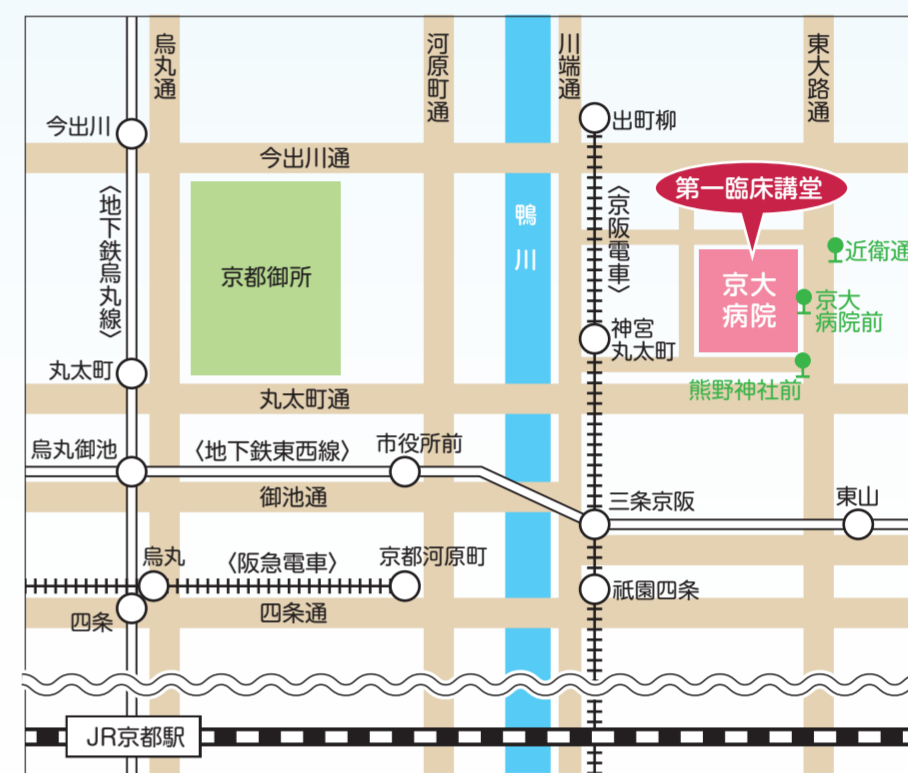 烏丸通
河原町通
川端通
東大路通
今出川
出町柳
今出川通
第一臨床講堂
〈地下鉄烏丸線〉
〈京阪電車〉
鴨川
近衛通
京都御所
京大
病院
京大
病院前
神宮
丸太町
丸太町
熊野神社前
丸太町通
烏丸御池
〈地下鉄東西線〉
市役所前
御池通
三条京阪
東山
烏丸
〈阪急電車〉
京都河原町
祇園四条
四条
四条通
JR京都駅